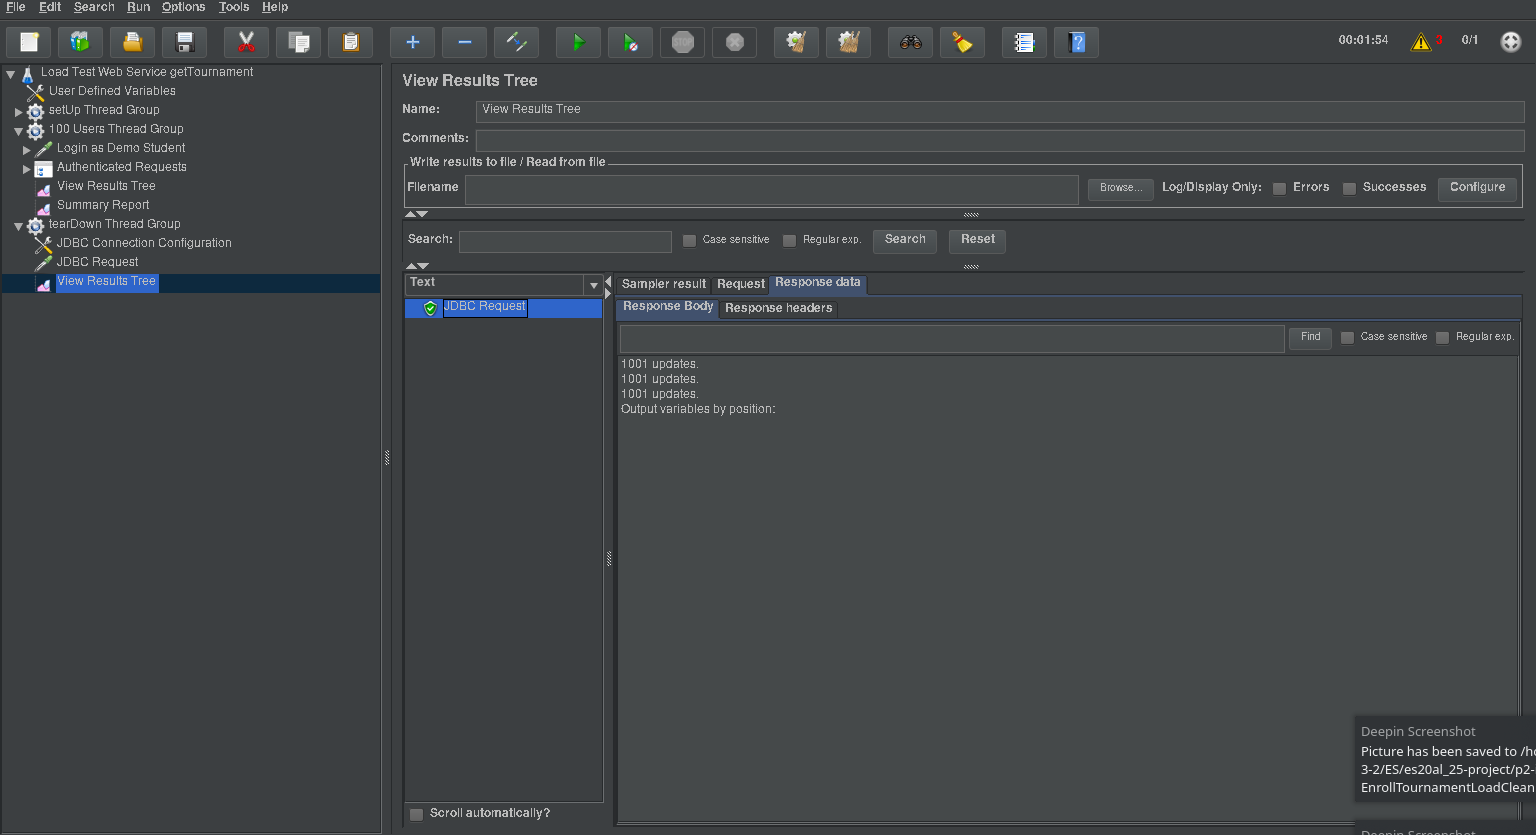 File Edit Search Run Options Tools Help
STOP
00:01:54 3 0/1
Load Test Web Service getTournament
User Defined Variables
setUp Thread Group
100 Users Thread Group
Login as Demo Student
Authenticated Requests
View Results Tree
Summary Report
tearDown Thread Group
JDBC Connection Configuration
JDBC Request
View Results Tree
View Results Tree
Name: View Results Tree
Comments:
Write results to file / Read from file
Filename Browse... Log/Display Only: Errors Successes Configure
Search: Case sensitive Regular exp. Search Reset
Text
JDBC Request
Scroll automatically?
Sampler result Request Response data
Response Body Response headers
Find Case sensitive Regular exp.
1001 updates.
1001 updates.
1001 updates.
Output variables by position:
Deepin Screenshot
Picture has been saved to /ho
3-2/ES/es20al_25-project/p2-
EnrollTournamentLoadClean
Deepin Screenshot